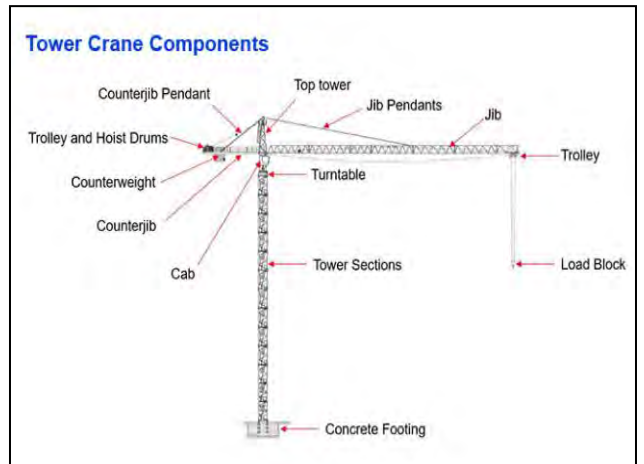 Tower Crane Components
Top tower
Counterjib Pendant
Jib Pendants
Jib
Trolley and Hoist Drums
Trolley
Counterweight
Turntable
Counterjib
Cab
Tower Sections
Load Block
Concrete Footing